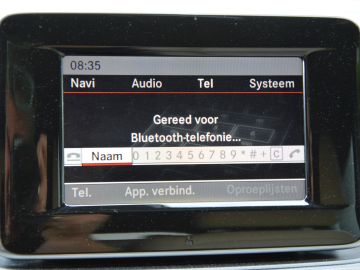 08:35
Navi Audio Tel Systeem
Gereed voor
Bluetooth-telefonie...
Naam 0 1 2 3 4 5 6 7 8 9 * # + C
Tel. App. verbind. Oproeplijsten